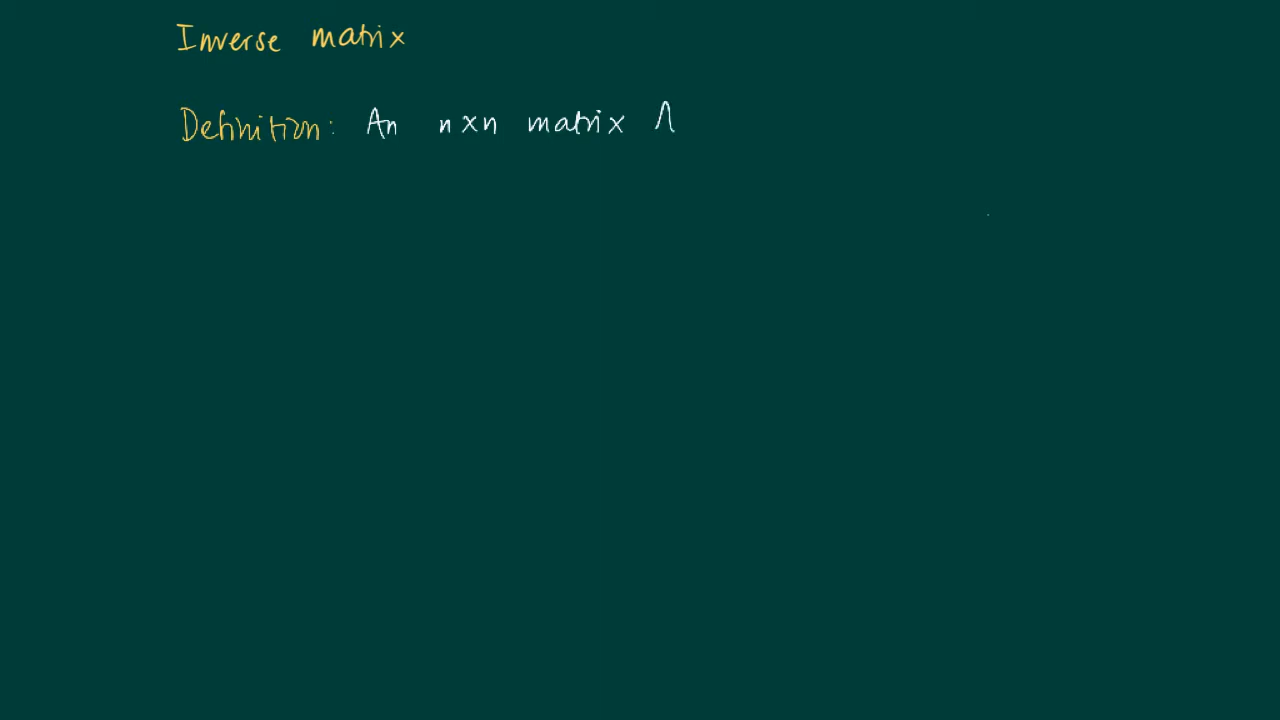 Inverse matrix
Definition: An n×n matrix Λ